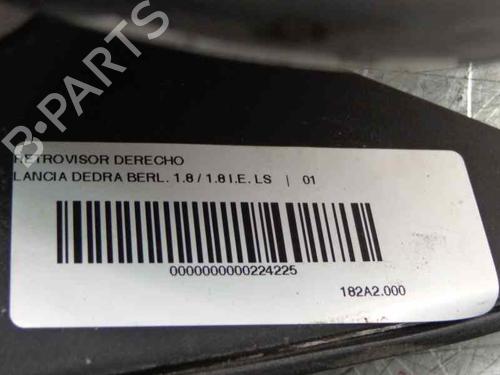 B-PARTS
RETROVISOR DERECHO
LANCIA DEDRA BERL. 1.8 / 1.8 I.E. LS | 01
0000000000224225
182A2.000